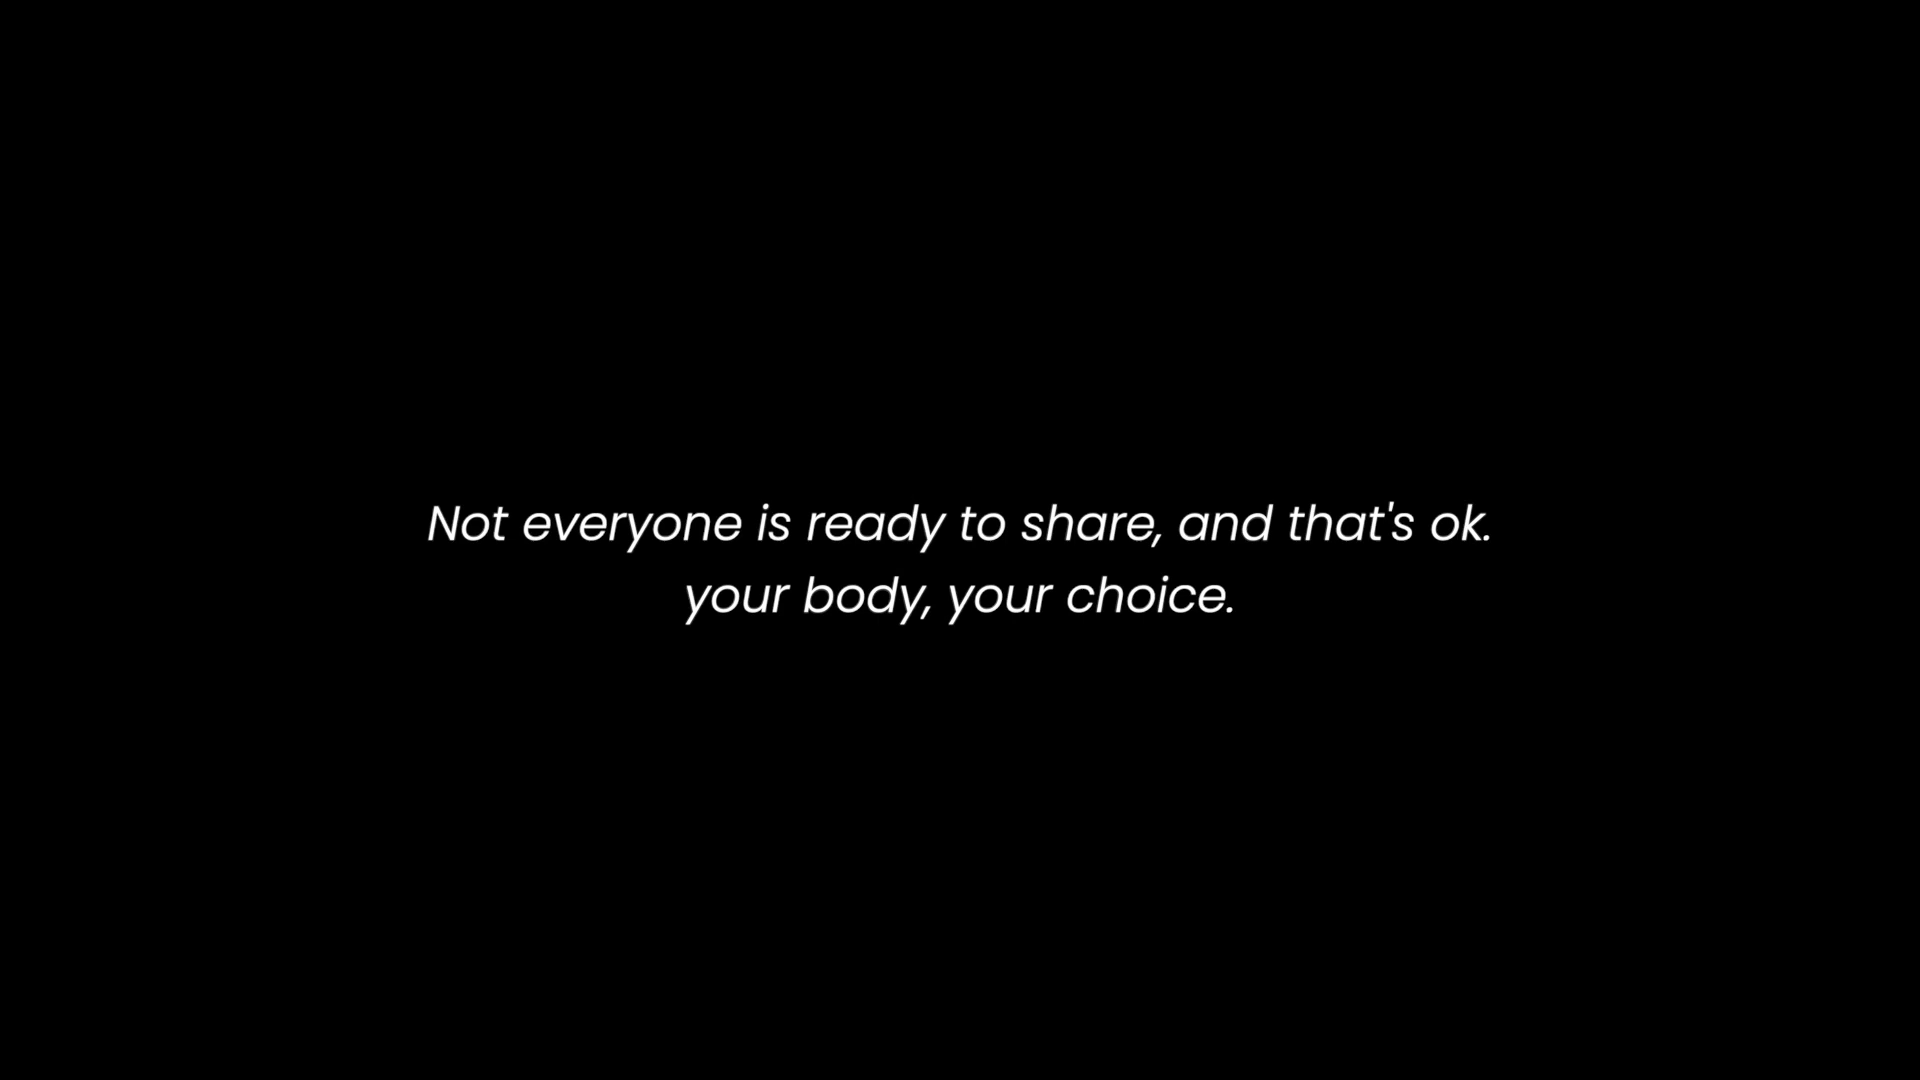 Not everyone is ready to share, and that's ok.
your body, your choice.